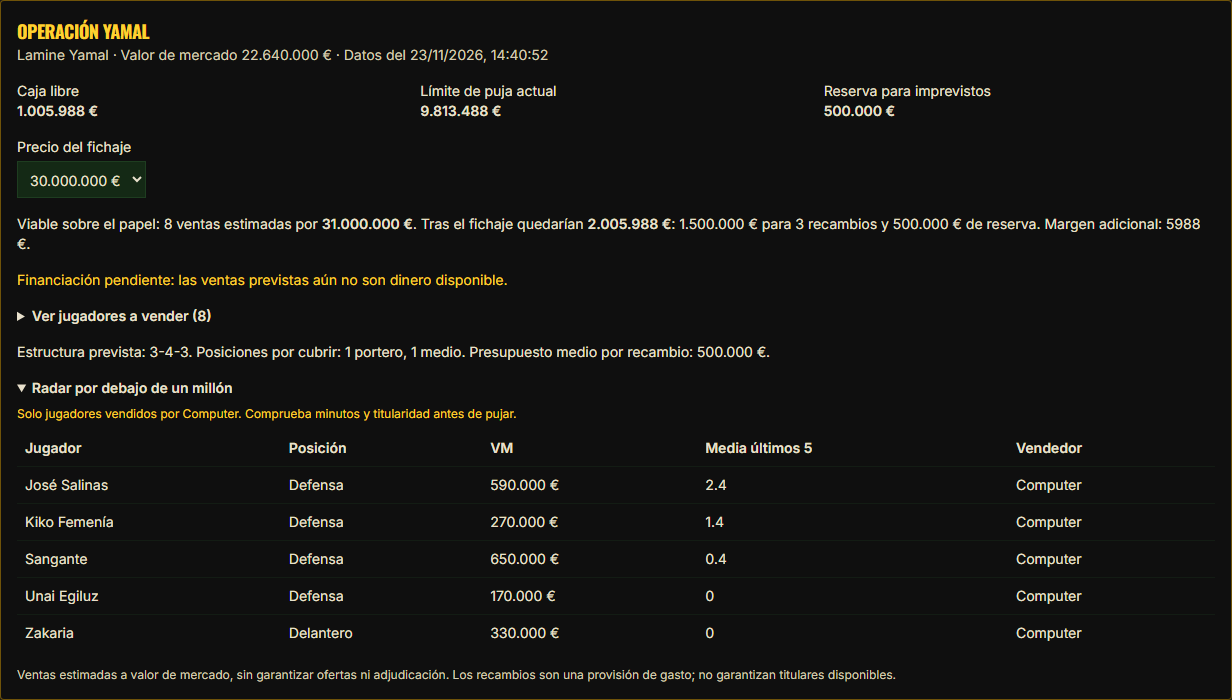 OPERACIÓN YAMAL
Lamine Yamal · Valor de mercado 22.640.000 € · Datos del 23/11/2026, 14:40:52
Caja libre
1.005.988 €
Límite de puja actual
9.813.488 €
Reserva para imprevistos
500.000 €
Precio del fichaje
30.000.000 €
Viable sobre el papel: 8 ventas estimadas por 31.000.000 €. Tras el fichaje quedarían 2.005.988 €: 1.500.000 € para 3 recambios y 500.000 € de reserva. Margen adicional: 5988
€.
Financiación pendiente: las ventas previstas aún no son dinero disponible.
Ver jugadores a vender (8)
Estructura prevista: 3-4-3. Posiciones por cubrir: 1 portero, 1 medio. Presupuesto medio por recambio: 500.000 €.
Radar por debajo de un millón
Solo jugadores vendidos por Computer. Comprueba minutos y titularidad antes de pujar.
Jugador Posición VM Media últimos 5 Vendedor
José Salinas Defensa 590.000 € 2.4 Computer
Kiko Femenía Defensa 270.000 € 1.4 Computer
Sangante Defensa 650.000 € 0.4 Computer
Unai Egiluz Defensa 170.000 € 0 Computer
Zakaria Delantero 330.000 € 0 Computer
Ventas estimadas a valor de mercado, sin garantizar ofertas ni adjudicación. Los recambios son una provisión de gasto; no garantizan titulares disponibles.